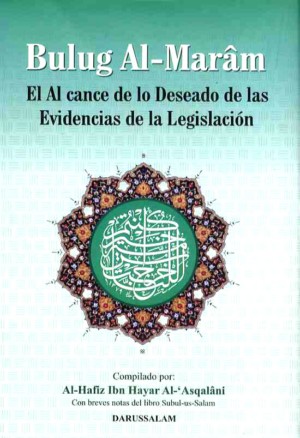 Bulug Al-Marâm
El Al cance de lo Deseado de las
Evidencias de la Legislación
Compilado por:
Al-Hafiz Ibn Hayar Al-‘Asqalâni
Con breves notas del libro Subul-us-Salam
DARUSSALAM